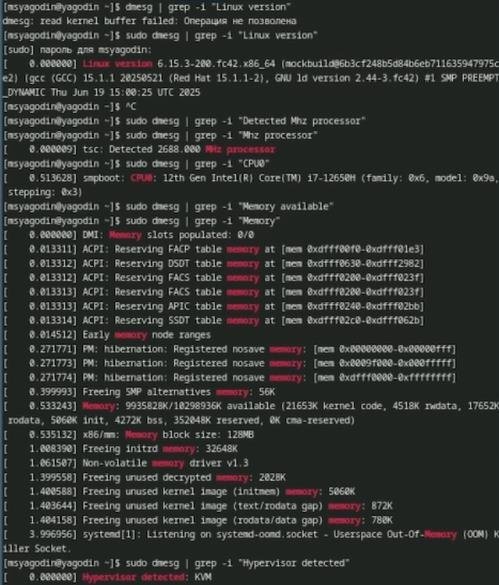 msyagodin@yagodin ~]$ dmesg | grep -i "Linux version"
dmesg: read kernel buffer failed: Операция не позволена
msyagodin@yagodin ~]$ sudo dmesg | grep -i "Linux version"
[sudo] пароль для msyagodin:
[    0.000000] Linux version 6.15.3-200.fc42.x86_64 (mockbuild@6b3cf248b5d84b6eb711635947975c
e2) (gcc (GCC) 15.1.1 20250521 (Red Hat 15.1.1-2), GNU ld version 2.44-3.fc42) #1 SMP PREEMPT
_DYNAMIC Thu Jun 19 15:00:25 UTC 2025
msyagodin@yagodin ~]$ ^C
msyagodin@yagodin ~]$ sudo dmesg | grep -i "Detected Mhz processor"
msyagodin@yagodin ~]$ sudo dmesg | grep -i "Mhz processor"
[    0.000009] tsc: Detected 2688.000 MHz processor
msyagodin@yagodin ~]$ sudo dmesg | grep -i "CPU0"
[    0.513628] smpboot: CPU0: 12th Gen Intel(R) Core(TM) i7-12650H (family: 0x6, model: 0x9a,
stepping: 0x3)
msyagodin@yagodin ~]$ sudo dmesg | grep -i "Memory available"
msyagodin@yagodin ~]$ sudo dmesg | grep -i "Memory"
[    0.000000] DMI: Memory slots populated: 0/0
[    0.013311] ACPI: Reserving FACP table memory at [mem 0xdfff00f0-0xdfff01e3]
[    0.013312] ACPI: Reserving DSDT table memory at [mem 0xdfff0630-0xdfff2982]
[    0.013312] ACPI: Reserving FACS table memory at [mem 0xdfff0200-0xdfff023f]
[    0.013313] ACPI: Reserving FACS table memory at [mem 0xdfff0200-0xdfff023f]
[    0.013313] ACPI: Reserving APIC table memory at [mem 0xdfff0240-0xdfff02bb]
[    0.013314] ACPI: Reserving SSDT table memory at [mem 0xdfff02c0-0xdfff062b]
[    0.014512] Early memory node ranges
[    0.271771] PM: hibernation: Registered nosave memory: [mem 0x00000000-0x00000fff]
[    0.271773] PM: hibernation: Registered nosave memory: [mem 0x0009f000-0x000fffff]
[    0.271774] PM: hibernation: Registered nosave memory: [mem 0xdfff0000-0xffffffff]
[    0.399993] Freeing SMP alternatives memory: 56K
[    0.533243] Memory: 9935828K/10298936K available (21653K kernel code, 4518K rwdata, 17652K
rodata, 5060K init, 4272K bss, 352048K reserved, 0K cma-reserved)
[    0.535132] x86/mm: Memory block size: 128MB
[    1.008390] Freeing initrd memory: 32648K
[    1.061507] Non-volatile memory driver v1.3
[    1.399558] Freeing unused decrypted memory: 2028K
[    1.400588] Freeing unused kernel image (initmem) memory: 5060K
[    1.403644] Freeing unused kernel image (text/rodata gap) memory: 872K
[    1.404158] Freeing unused kernel image (rodata/data gap) memory: 780K
[    3.996956] systemd[1]: Listening on systemd-oomd.socket - Userspace Out-Of-Memory (OOM) K
iller Socket.
msyagodin@yagodin ~]$ sudo dmesg | grep -i "Hypervisor detected"
[    0.000000] Hypervisor detected: KVM